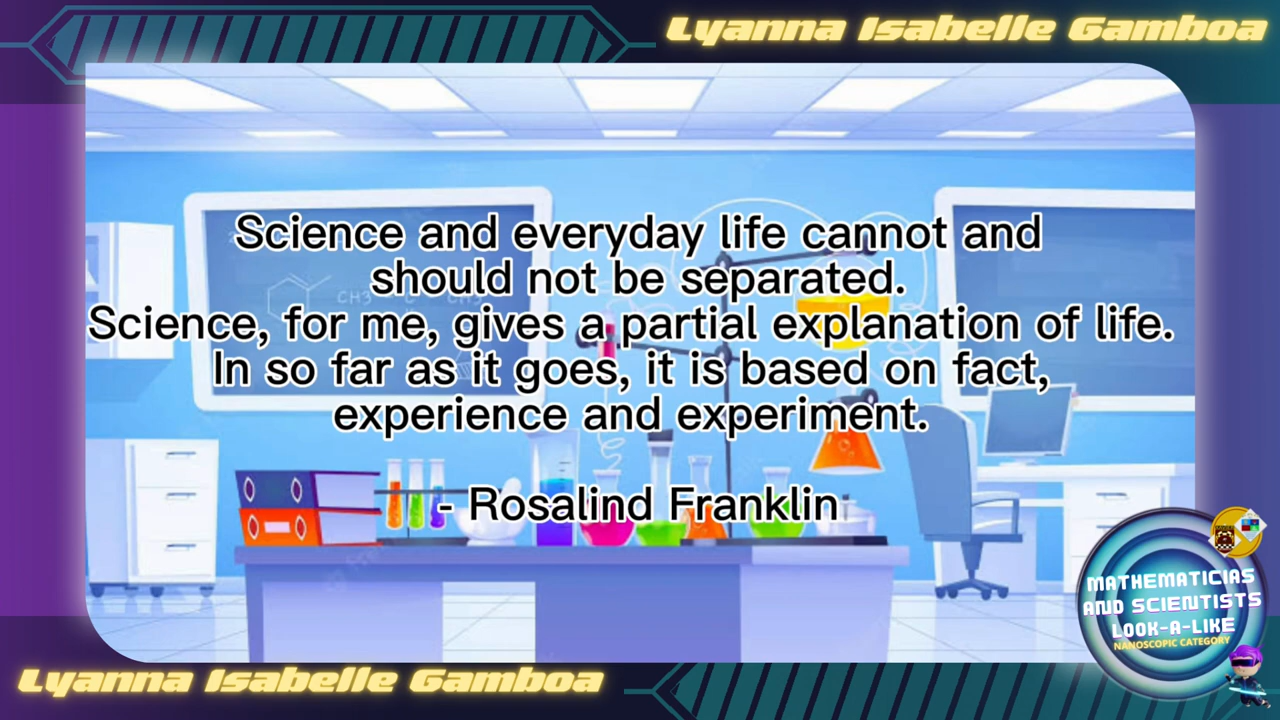 Lyanna Isabelle Gamboa
Science and everyday life cannot and
should not be separated.
Science, for me, gives a partial explanation of life.
In so far as it goes, it is based on fact,
experience and experiment.
- Rosalind Franklin
CH3 C CH3
MATHEMATICIAS
AND SCIENTISTS
LOOK-A-LIKE
NANOSCOPIC CATEGORY
Lyanna Isabelle Gamboa